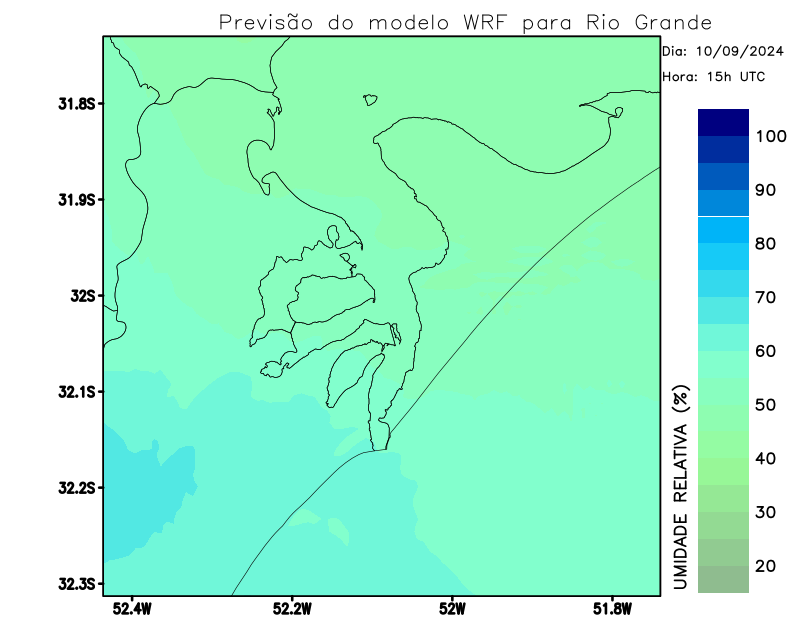 Previsão do modelo WRF para Rio Grande
Dia: 10/09/2024
Hora: 15h UTC
31.8S
31.9S
32S
32.1S
32.2S
32.3S
52.4W
52.2W
52W
51.8W
UMIDADE RELATIVA (%)
100
90
80
70
60
50
40
30
20